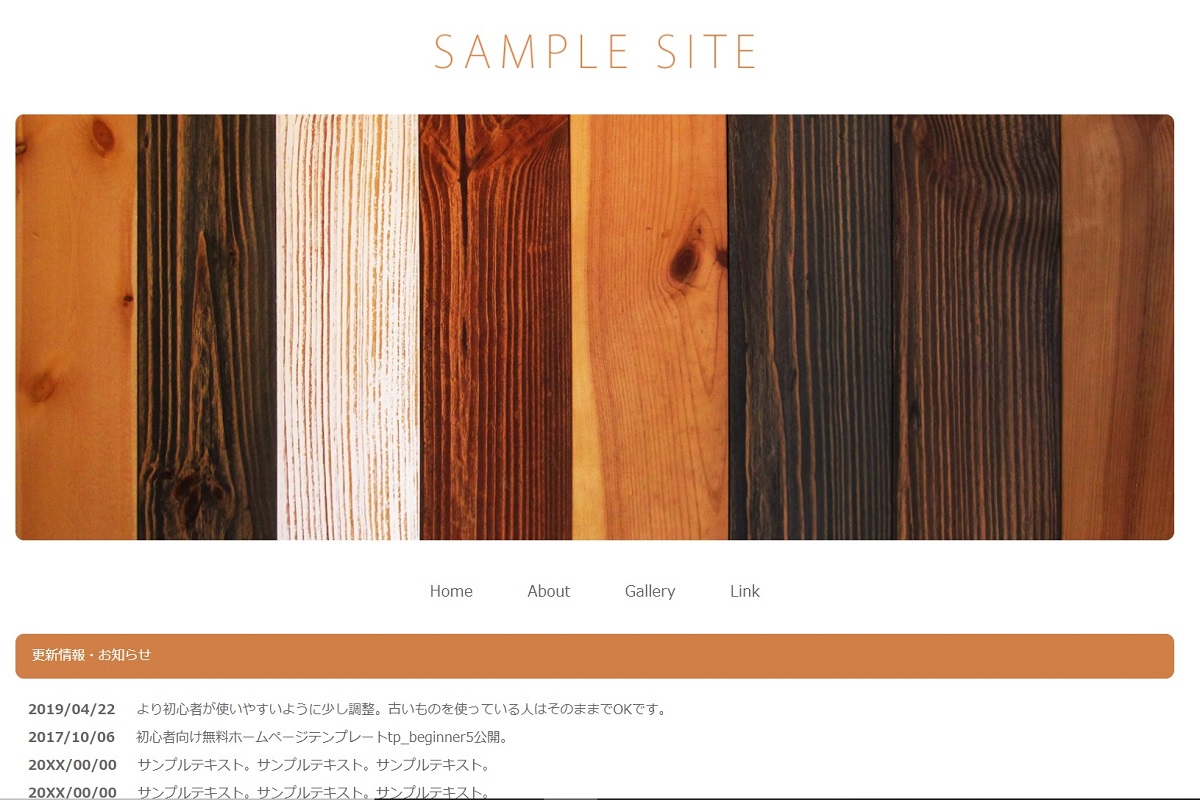 SAMPLE SITE
Home About Gallery Link
更新情報・お知らせ
2019/04/22 より初心者が使いやすいように少し調整。古いものを使っている人はそのままでOKです。
2017/10/06 初心者向け無料ホームページテンプレートtp_beginner5公開。
20XX/00/00 サンプルテキスト。サンプルテキスト。サンプルテキスト。
20XX/00/00 サンプルテキスト。サンプルテキスト。サンプルテキスト。